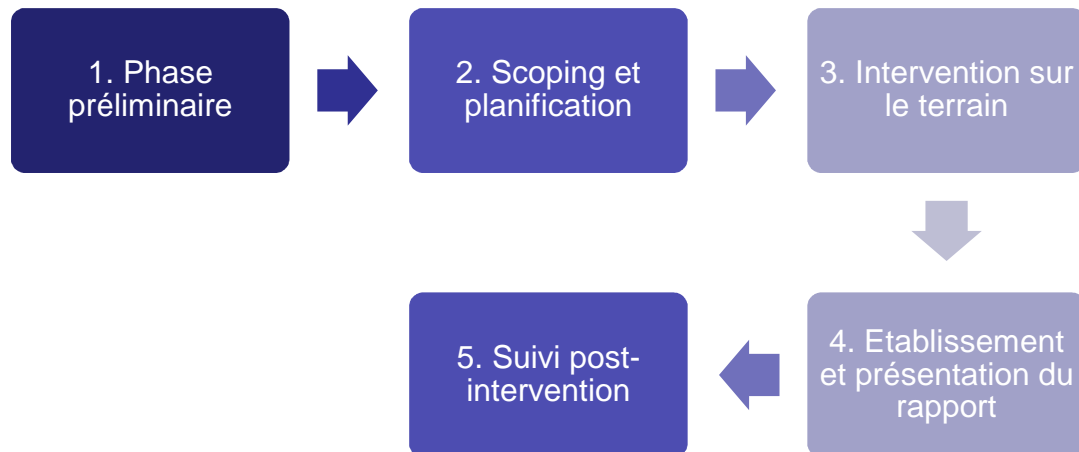 1. Phase
préliminaire
2. Scoping et
planification
3. Intervention sur
le terrain
4. Etablissement
et présentation du
rapport
5. Suivi post-
intervention